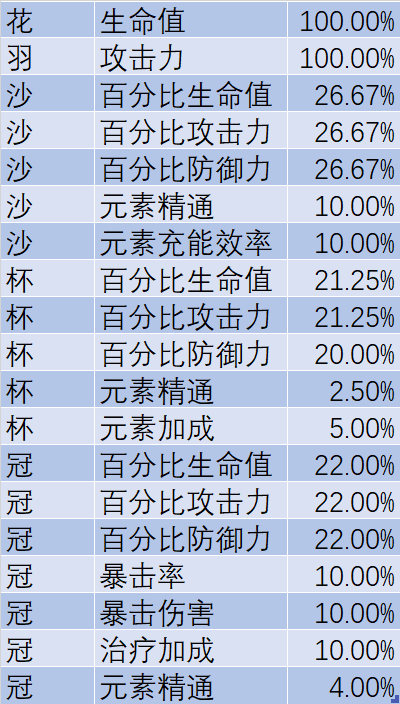 花 生命值 100.00%
羽 攻击力 100.00%
沙 百分比生命值 26.67%
沙 百分比攻击力 26.67%
沙 百分比防御力 26.67%
沙 元素精通 10.00%
沙 元素充能效率 10.00%
杯 百分比生命值 21.25%
杯 百分比攻击力 21.25%
杯 百分比防御力 20.00%
杯 元素精通 2.50%
杯 元素加成 5.00%
冠 百分比生命值 22.00%
冠 百分比攻击力 22.00%
冠 百分比防御力 22.00%
冠 暴击率 10.00%
冠 暴击伤害 10.00%
冠 治疗加成 10.00%
冠 元素精通 4.00%